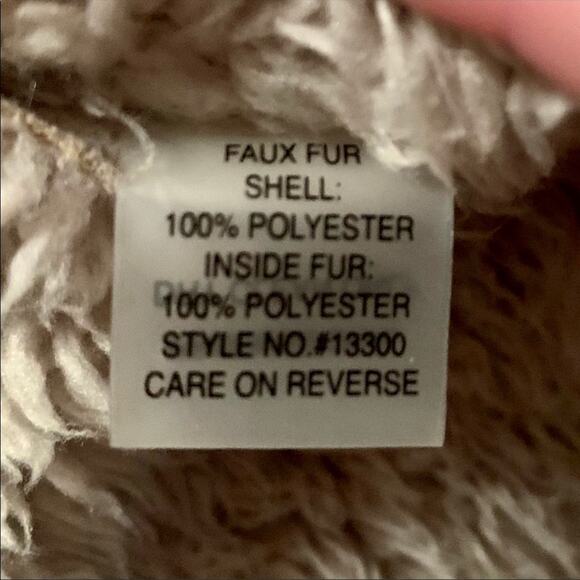 FAUX FUR
SHELL:
100% POLYESTER
INSIDE FUR:
100% POLYESTER
STYLE NO.#13300
CARE ON REVERSE